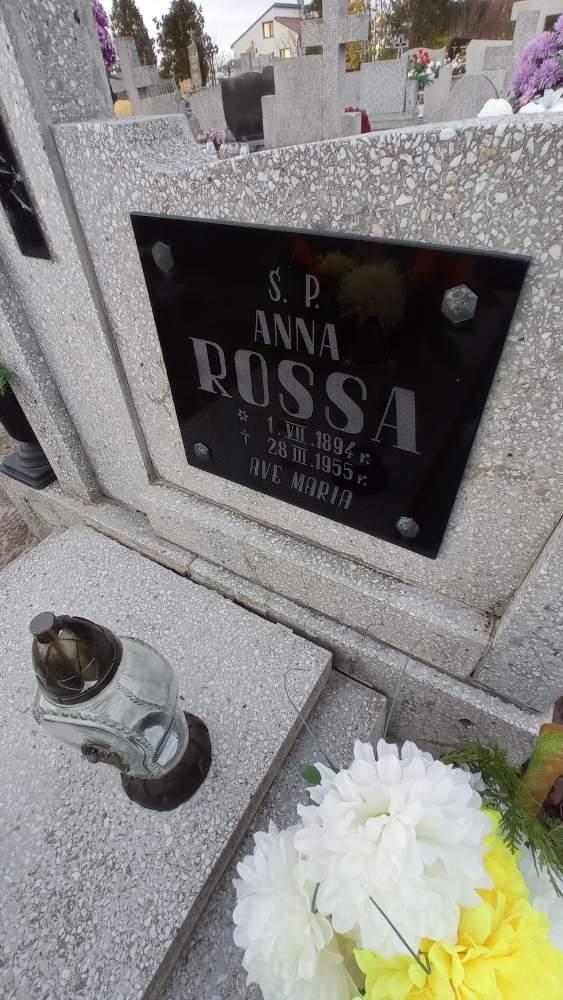 Ś. P.
ANNA
ROSSA
* 1. VII .1894 r.
† 28 III .1955 r.
AVE MARIA